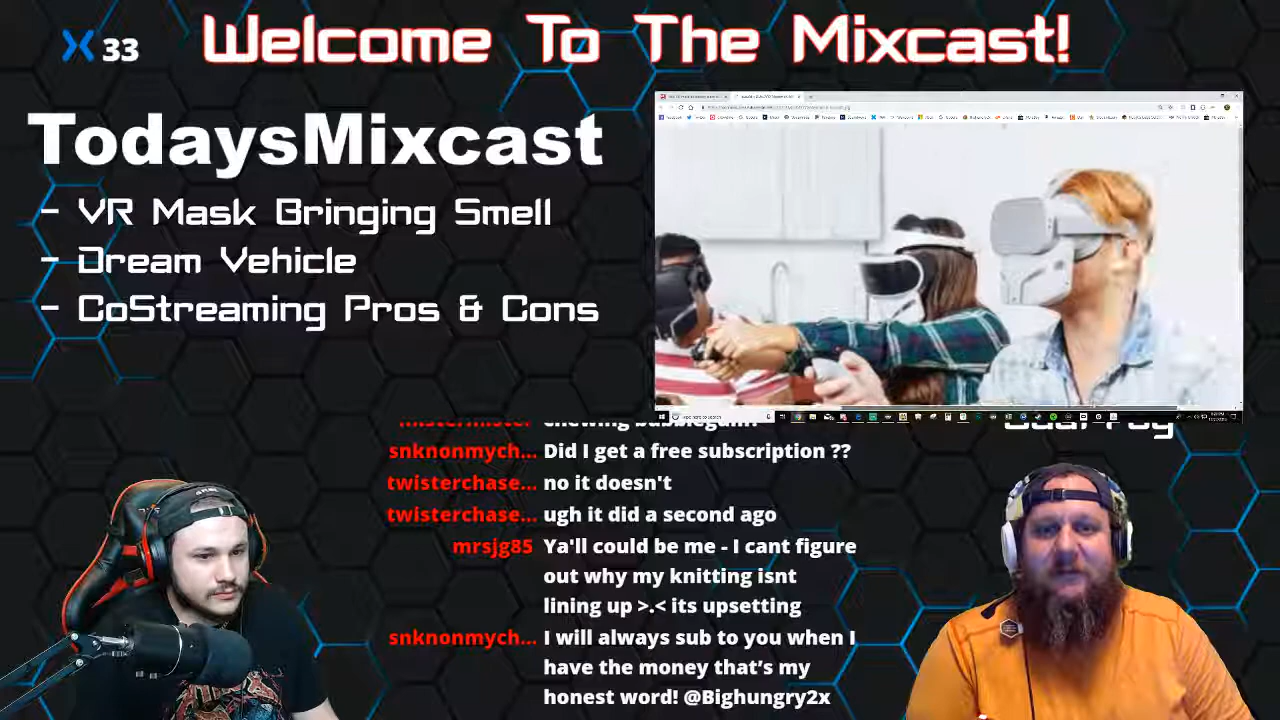 33
Welcome To The Mixcast!
TodaysMixcast
- VR Mask Bringing Smell
- Dream Vehicle
- CoStreaming Pros & Cons
chewing bubblegum?
snknonmych... Did I get a free subscription ??
twisterchase... no it doesn't
twisterchase... ugh it did a second ago
mrsjg85 Ya'll could be me - I cant figure
out why my knitting isnt
lining up >.< its upsetting
snknonmych... I will always sub to you when I
have the money that’s my
honest word! @Bighungry2x